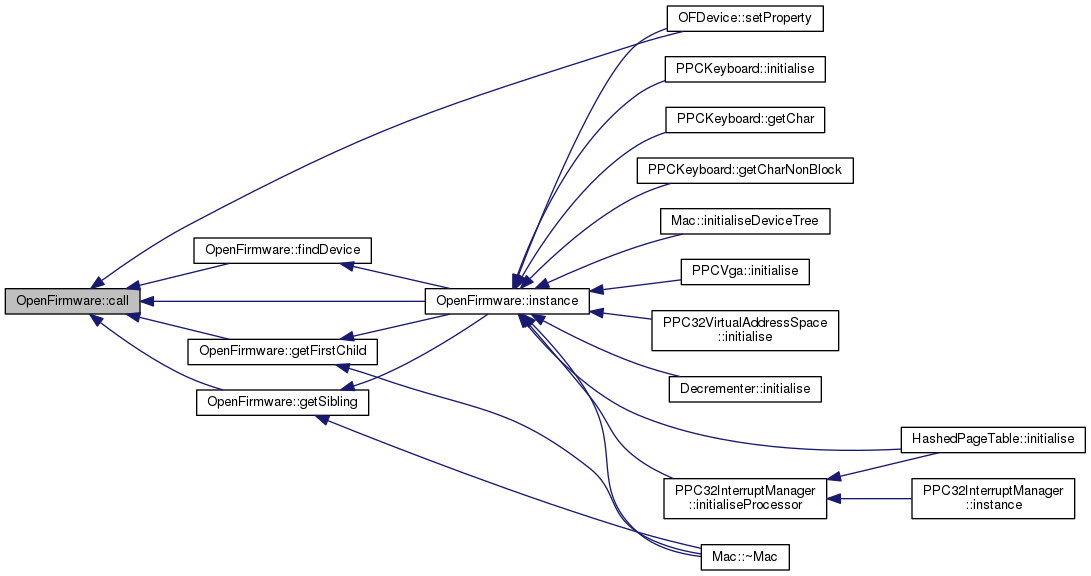 OFDevice::setProperty
PPCKeyboard::initialise
PPCKeyboard::getChar
PPCKeyboard::getCharNonBlock
Mac::initialiseDeviceTree
OpenFirmware::findDevice
PPCVga::initialise
OpenFirmware::call
OpenFirmware::instance
PPC32VirtualAddressSpace
::initialise
OpenFirmware::getFirstChild
Decrementer::initialise
OpenFirmware::getSibling
HashedPageTable::initialise
PPC32InterruptManager
::initialiseProcessor
PPC32InterruptManager
::instance
Mac::~Mac